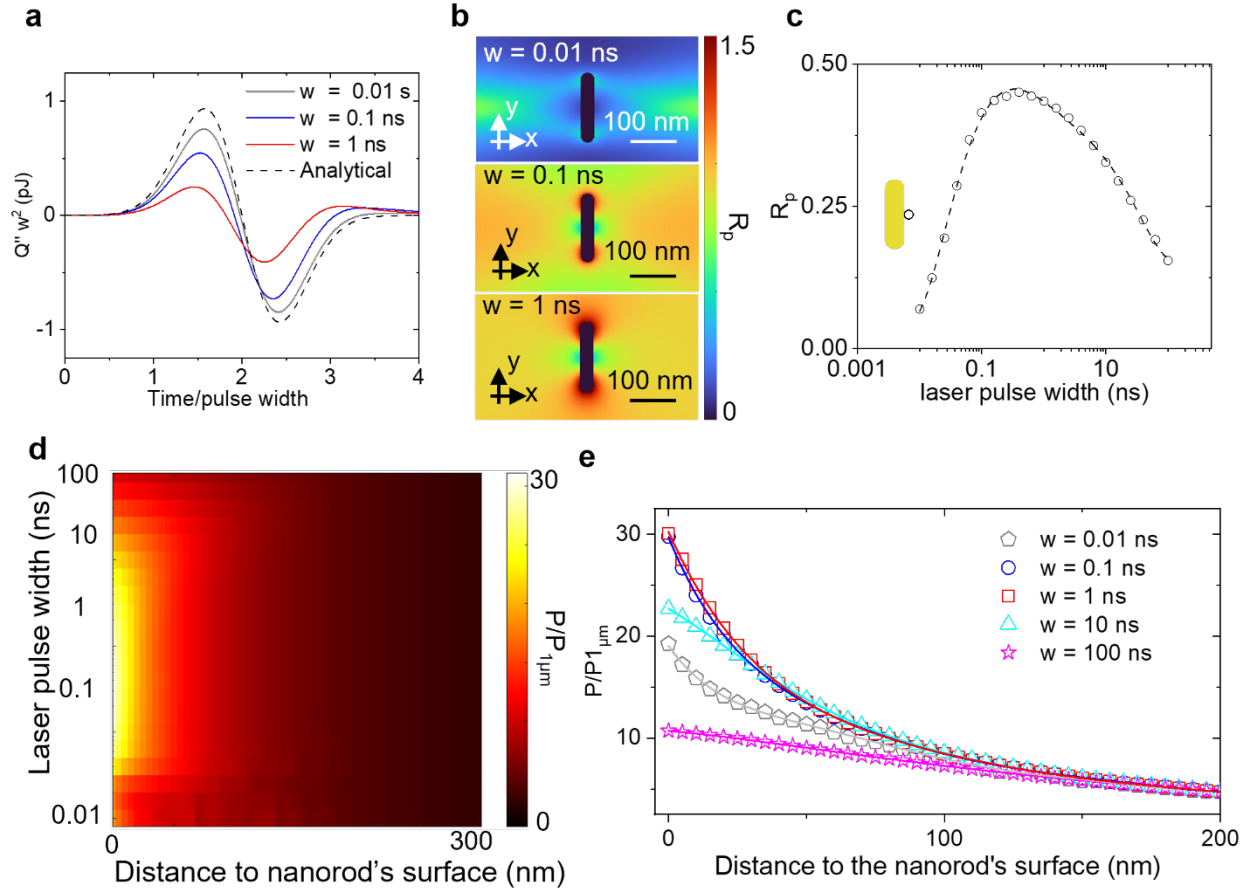 a
w = 0.01 s
w = 0.1 ns
w = 1 ns
Analytical
1
0
-1
Q" w² (pJ)
0 1 2 3 4
Time/pulse width
b
w = 0.01 ns
y
x
100 nm
w = 0.1 ns
y
x
100 nm
w = 1 ns
y
x
100 nm
1.5
Rp
0
c
0.50
0.25
0.00
Rp
0.001 0.1 10
laser pulse width (ns)
d
100
10
1
0.1
0.01
Laser pulse width (ns)
0 300
Distance to nanorod's surface (nm)
30
P/P1μm
0
e
30
20
10
P/P1μm
w = 0.01 ns
w = 0.1 ns
w = 1 ns
w = 10 ns
w = 100 ns
0 100 200
Distance to the nanorod's surface (nm)